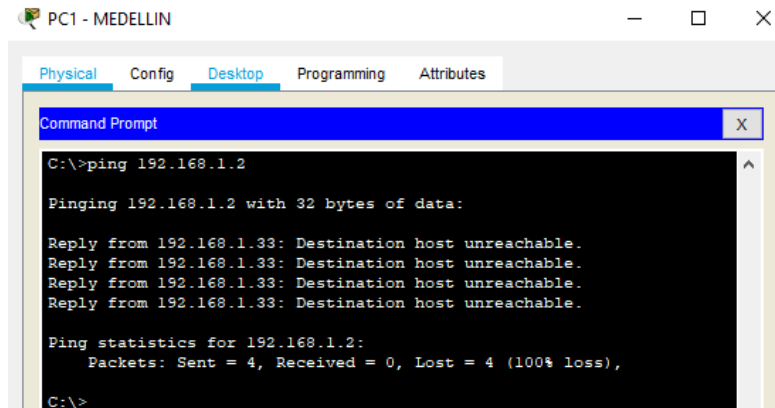 PC1 - MEDELLIN
Physical Config Desktop Programming Attributes
Command Prompt
X
C:\>ping 192.168.1.2
Pinging 192.168.1.2 with 32 bytes of data:
Reply from 192.168.1.33: Destination host unreachable.
Reply from 192.168.1.33: Destination host unreachable.
Reply from 192.168.1.33: Destination host unreachable.
Reply from 192.168.1.33: Destination host unreachable.
Ping statistics for 192.168.1.2:
Packets: Sent = 4, Received = 0, Lost = 4 (100% loss),
C:\>